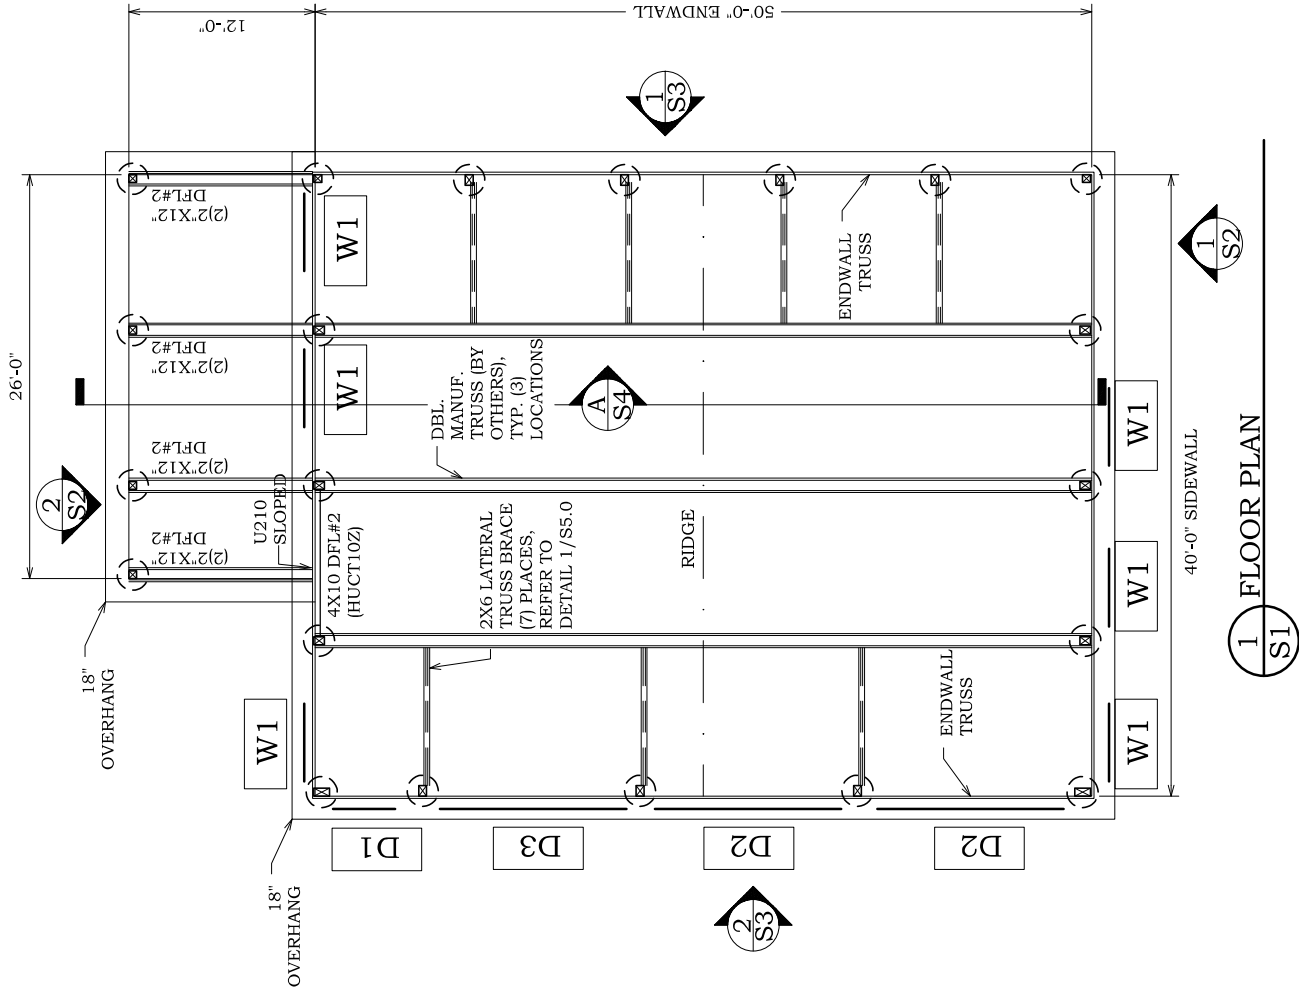 12'-0"
50'-0" ENDWALL
1
S3
26'-0"
(2)2"X12"
DFL#2
(2)2"X12"
DFL#2
(2)2"X12"
DFL#2
(2)2"X12"
DFL#2
W1
W1
2
S2
U210
SLOPED
4X10 DFL#2
(HUCT10Z)
DBL.
MANUF.
TRUSS (BY
OTHERS),
TYP. (3)
LOCATIONS
A
S4
ENDWALL
TRUSS
1
S2
2X6 LATERAL
TRUSS BRACE
(7) PLACES,
REFER TO
DETAIL 1/S5.0
RIDGE
40'-0" SIDEWALL
W1
W1
W1
W1
18"
OVERHANG
18"
OVERHANG
ENDWALL
TRUSS
D1
D3
D2
D2
2
S3
1
S1
FLOOR PLAN